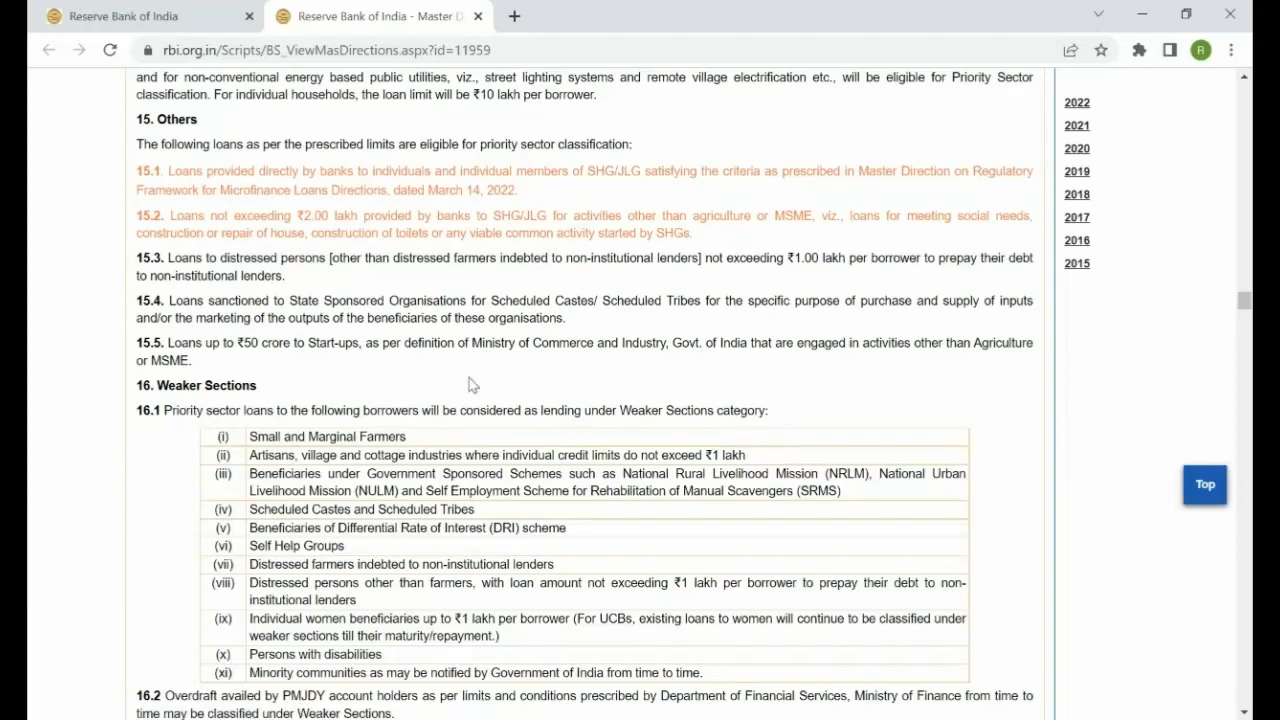 Reserve Bank of India
Reserve Bank of India - Master D
rbi.org.in/Scripts/BS_ViewMasDirections.aspx?id=11959
R
and for non-conventional energy based public utilities, viz., street lighting systems and remote village electrification etc., will be eligible for Priority Sector
classification. For individual households, the loan limit will be ₹10 lakh per borrower.
15. Others
The following loans as per the prescribed limits are eligible for priority sector classification:
15.1. Loans provided directly by banks to individuals and individual members of SHG/JLG satisfying the criteria as prescribed in Master Direction on Regulatory
Framework for Microfinance Loans Directions, dated March 14, 2022.
15.2. Loans not exceeding ₹2.00 lakh provided by banks to SHG/JLG for activities other than agriculture or MSME, viz., loans for meeting social needs,
construction or repair of house, construction of toilets or any viable common activity started by SHGs.
15.3. Loans to distressed persons [other than distressed farmers indebted to non-institutional lenders] not exceeding ₹1.00 lakh per borrower to prepay their debt
to non-institutional lenders.
15.4. Loans sanctioned to State Sponsored Organisations for Scheduled Castes/ Scheduled Tribes for the specific purpose of purchase and supply of inputs
and/or the marketing of the outputs of the beneficiaries of these organisations.
15.5. Loans up to ₹50 crore to Start-ups, as per definition of Ministry of Commerce and Industry, Govt. of India that are engaged in activities other than Agriculture
or MSME.
16. Weaker Sections
16.1 Priority sector loans to the following borrowers will be considered as lending under Weaker Sections category:
(i) Small and Marginal Farmers
(ii) Artisans, village and cottage industries where individual credit limits do not exceed ₹1 lakh
(iii) Beneficiaries under Government Sponsored Schemes such as National Rural Livelihood Mission (NRLM), National Urban
Livelihood Mission (NULM) and Self Employment Scheme for Rehabilitation of Manual Scavengers (SRMS)
(iv) Scheduled Castes and Scheduled Tribes
(v) Beneficiaries of Differential Rate of Interest (DRI) scheme
(vi) Self Help Groups
(vii) Distressed farmers indebted to non-institutional lenders
(viii) Distressed persons other than farmers, with loan amount not exceeding ₹1 lakh per borrower to prepay their debt to non-
institutional lenders
(ix) Individual women beneficiaries up to ₹1 lakh per borrower (For UCBs, existing loans to women will continue to be classified under
weaker sections till their maturity/repayment.)
(x) Persons with disabilities
(xi) Minority communities as may be notified by Government of India from time to time.
16.2 Overdraft availed by PMJDY account holders as per limits and conditions prescribed by Department of Financial Services, Ministry of Finance from time to
time may be classified under Weaker Sections.
2022
2021
2020
2019
2018
2017
2016
2015
Top